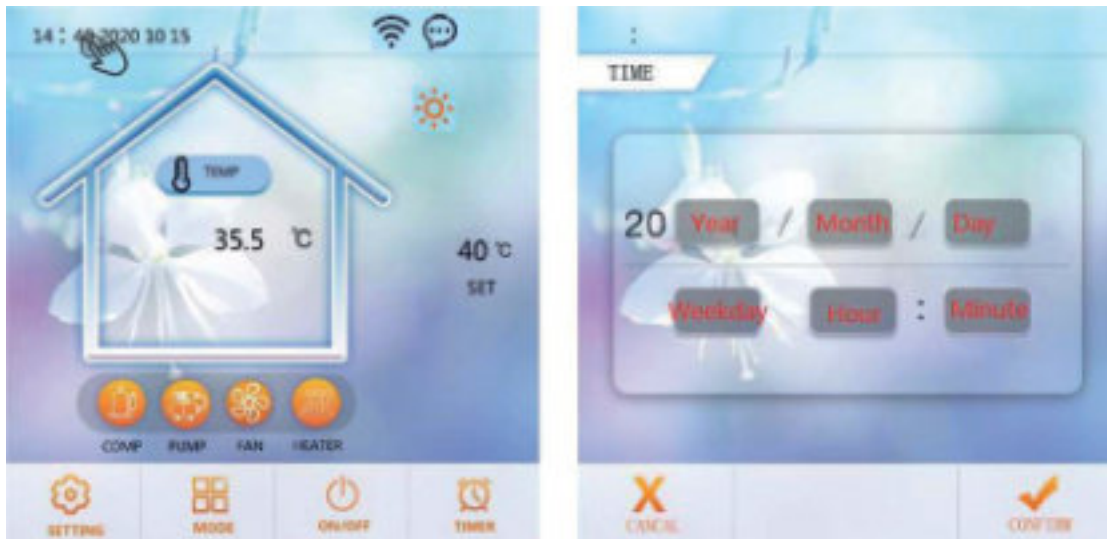 14 : 40 2020 10 15
TEMP
35.5 ℃
40 ℃
SET
COMP PUMP FAN HEATER
SETTING MODE ON/OFF TIMER
:
TIME
20 Year / Month / Day
Weekday Hour : Minute
CANCAL CONFIRM